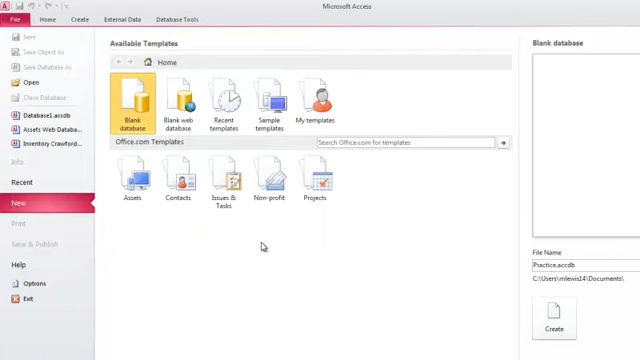 Microsoft Access
File Home Create External Data Database Tools
Save
Save Object As
Save Database As
Open
Close Database
Database1.accdb
Assets Web Databa...
Inventory Crawford...
Info
Recent
New
Print
Save & Publish
Help
Options
Exit
Available Templates
Home
Blank
database
Blank web
database
Recent
templates
Sample
templates
My templates
Office.com Templates
Search Office.com for templates
Assets
Contacts
Issues &
Tasks
Non-profit
Projects
Blank database
File Name
Practice.accdb
C:\Users\mlewis14\Documents\
Create